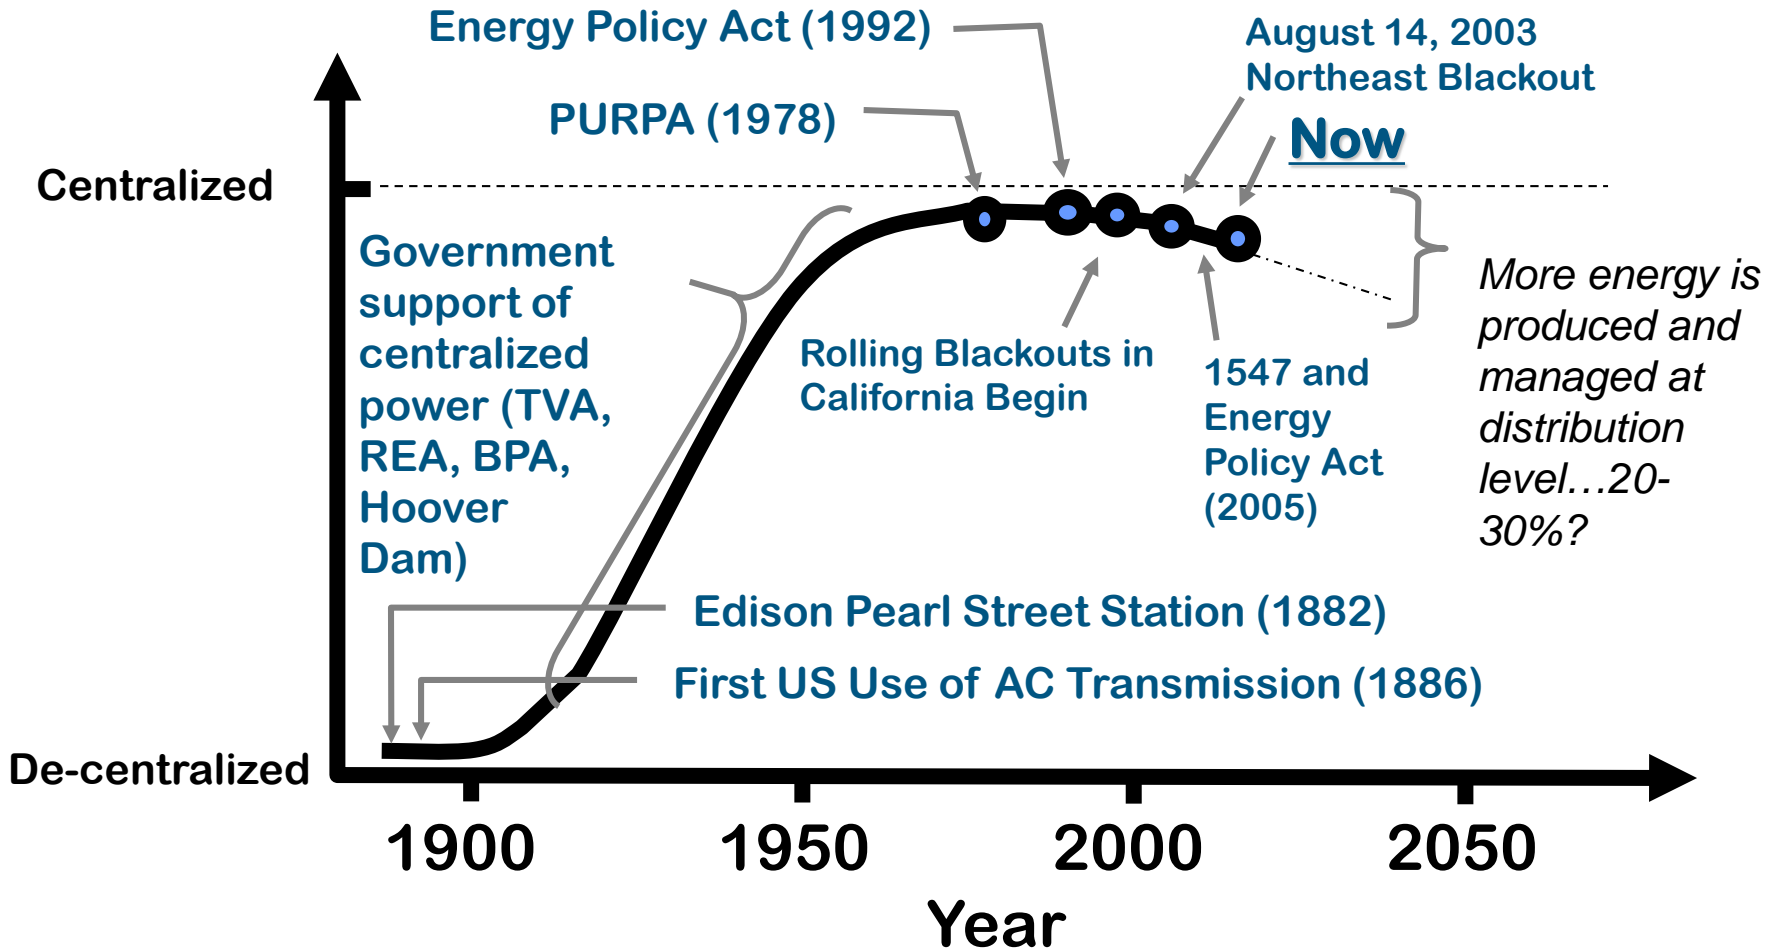 Energy Policy Act (1992)
August 14, 2003
Northeast Blackout
PURPA (1978)
Now
Centralized
Government
support of
centralized
power (TVA,
REA, BPA,
Hoover
Dam)
More energy is
produced and
managed at
distribution
level…20-
30%?
Rolling Blackouts in
California Begin
1547 and
Energy
Policy Act
(2005)
Edison Pearl Street Station (1882)
First US Use of AC Transmission (1886)
De-centralized
1900
1950
2000
2050
Year